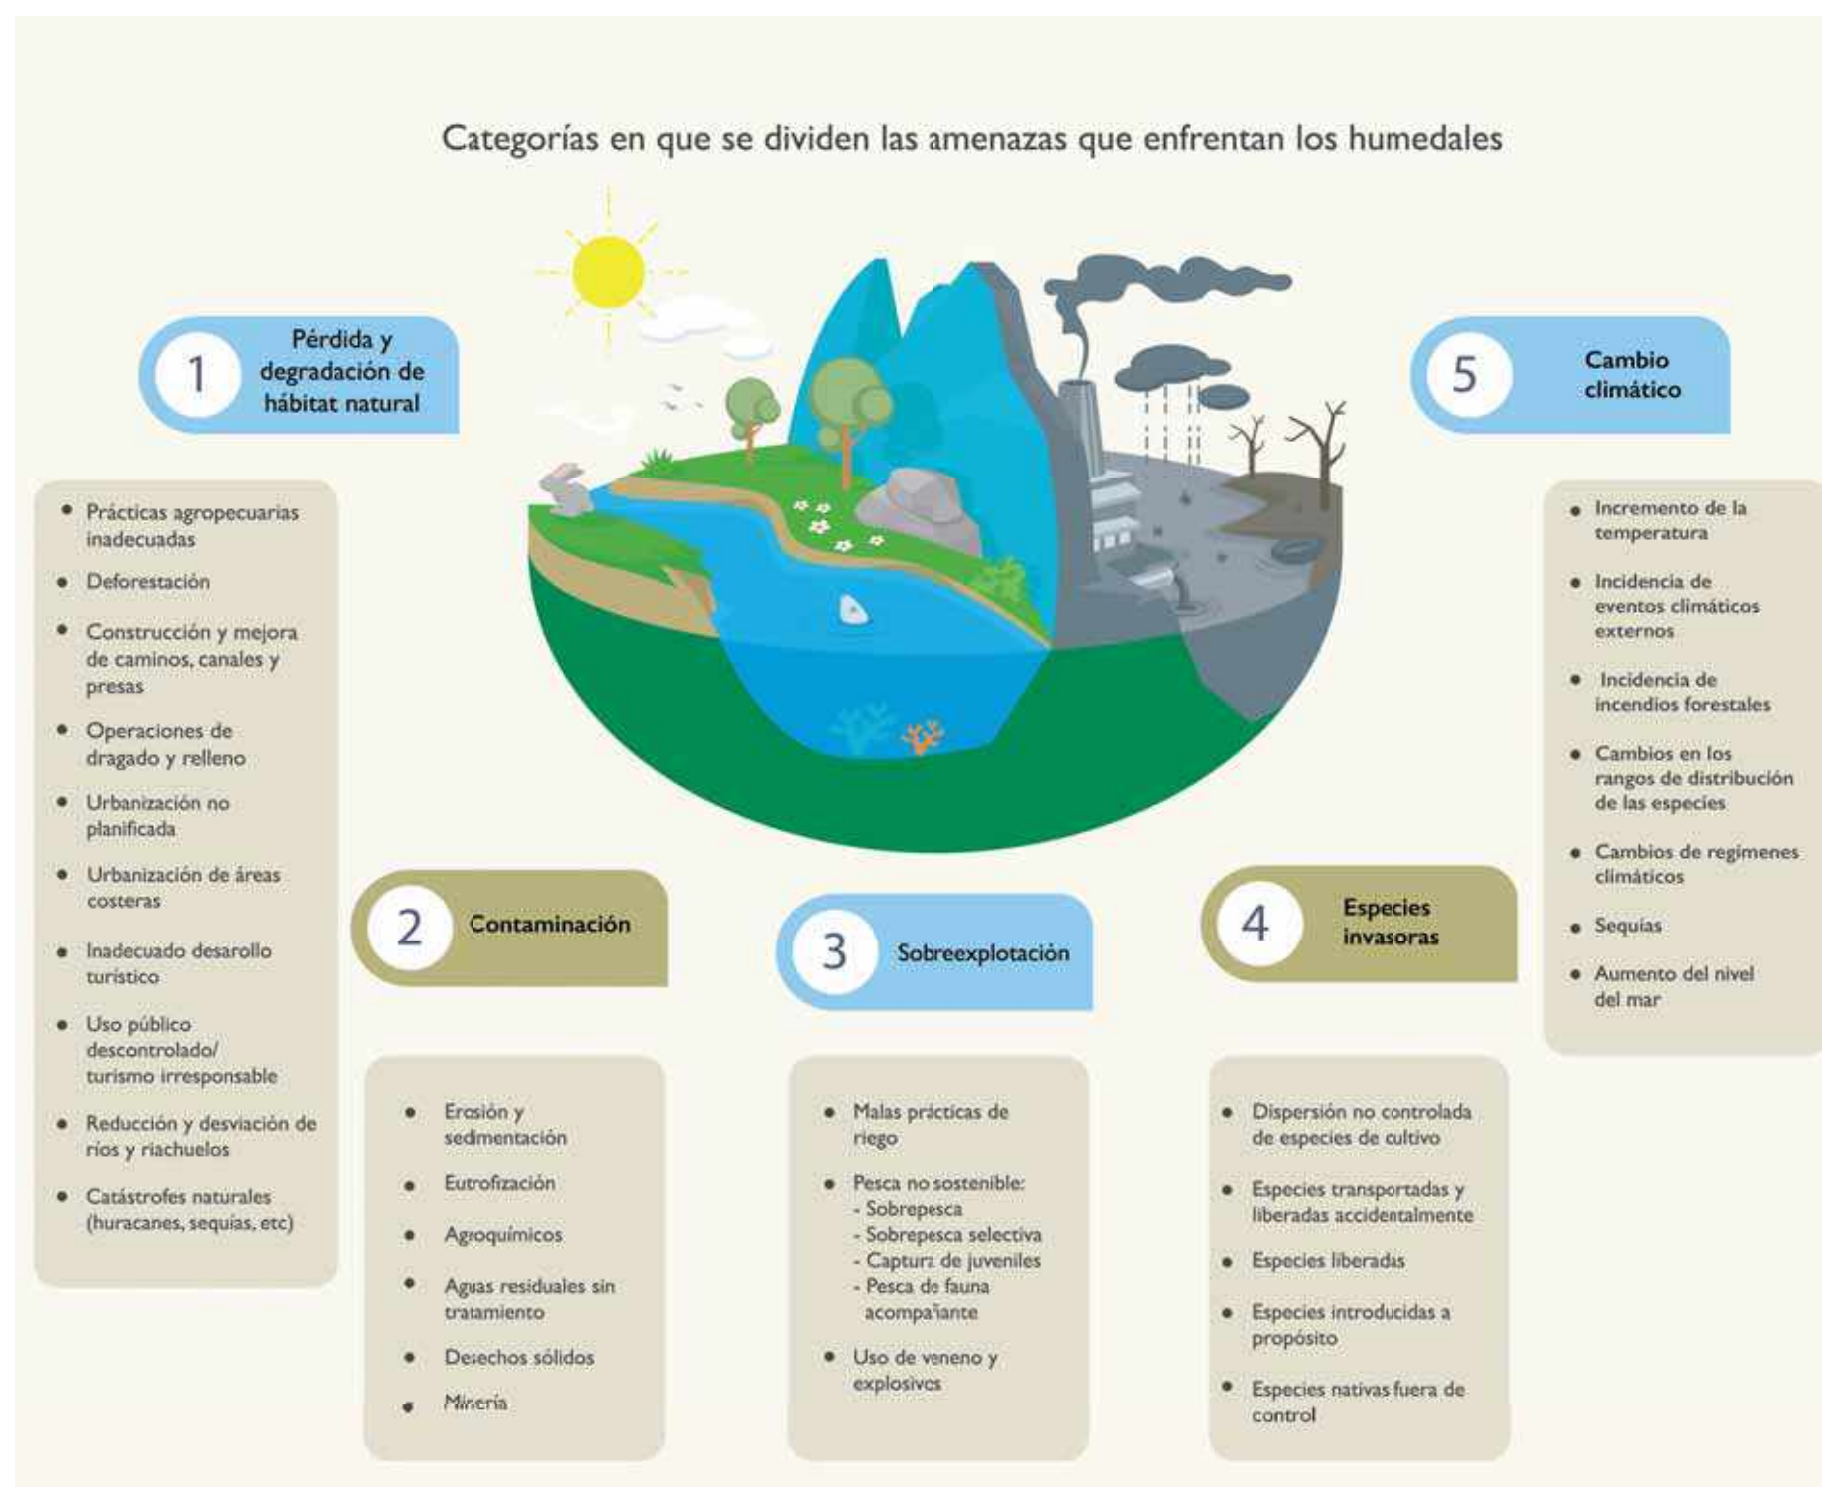 Categorías en que se dividen las amenazas que enfrentan los humedales
1
Pérdida y
degradación de
hábitat natural
• Prácticas agropecuarias
inadecuadas
• Deforestación
• Construcción y mejora
de caminos, canales y
presas
• Operaciones de
dragado y relleno
• Urbanización no
planificada
• Urbanización de áreas
costeras
• Inadecuado desarollo
turístico
• Uso público
descontrolado/
turismo irresponsable
• Reducción y desviación de
ríos y riachuelos
• Catástrofes naturales
(huracanes, sequías, etc)
2
Contaminación
• Erosión y
sedimentación
• Eutrofización
• Agroquímicos
• Aguas residuales sin
tratamiento
• Desechos sólidos
• Minería
3
Sobreexplotación
• Malas prácticas de
riego
• Pesca no sostenible:
- Sobrepesca
- Sobrepesca selectiva
- Captura de juveniles
- Pesca de fauna
acompañante
• Uso de veneno y
explosivos
4
Especies
invasoras
• Dispersión no controlada
de especies de cultivo
• Especies transportadas y
liberadas accidentalmente
• Especies liberadas
• Especies introducidas a
propósito
• Especies nativas fuera de
control
5
Cambio
climático
• Incremento de la
temperatura
• Incidencia de
eventos climáticos
externos
• Incidencia de
incendios forestales
• Cambios en los
rangos de distribución
de las especies
• Cambios de regímenes
climáticos
• Sequías
• Aumento del nivel
del mar